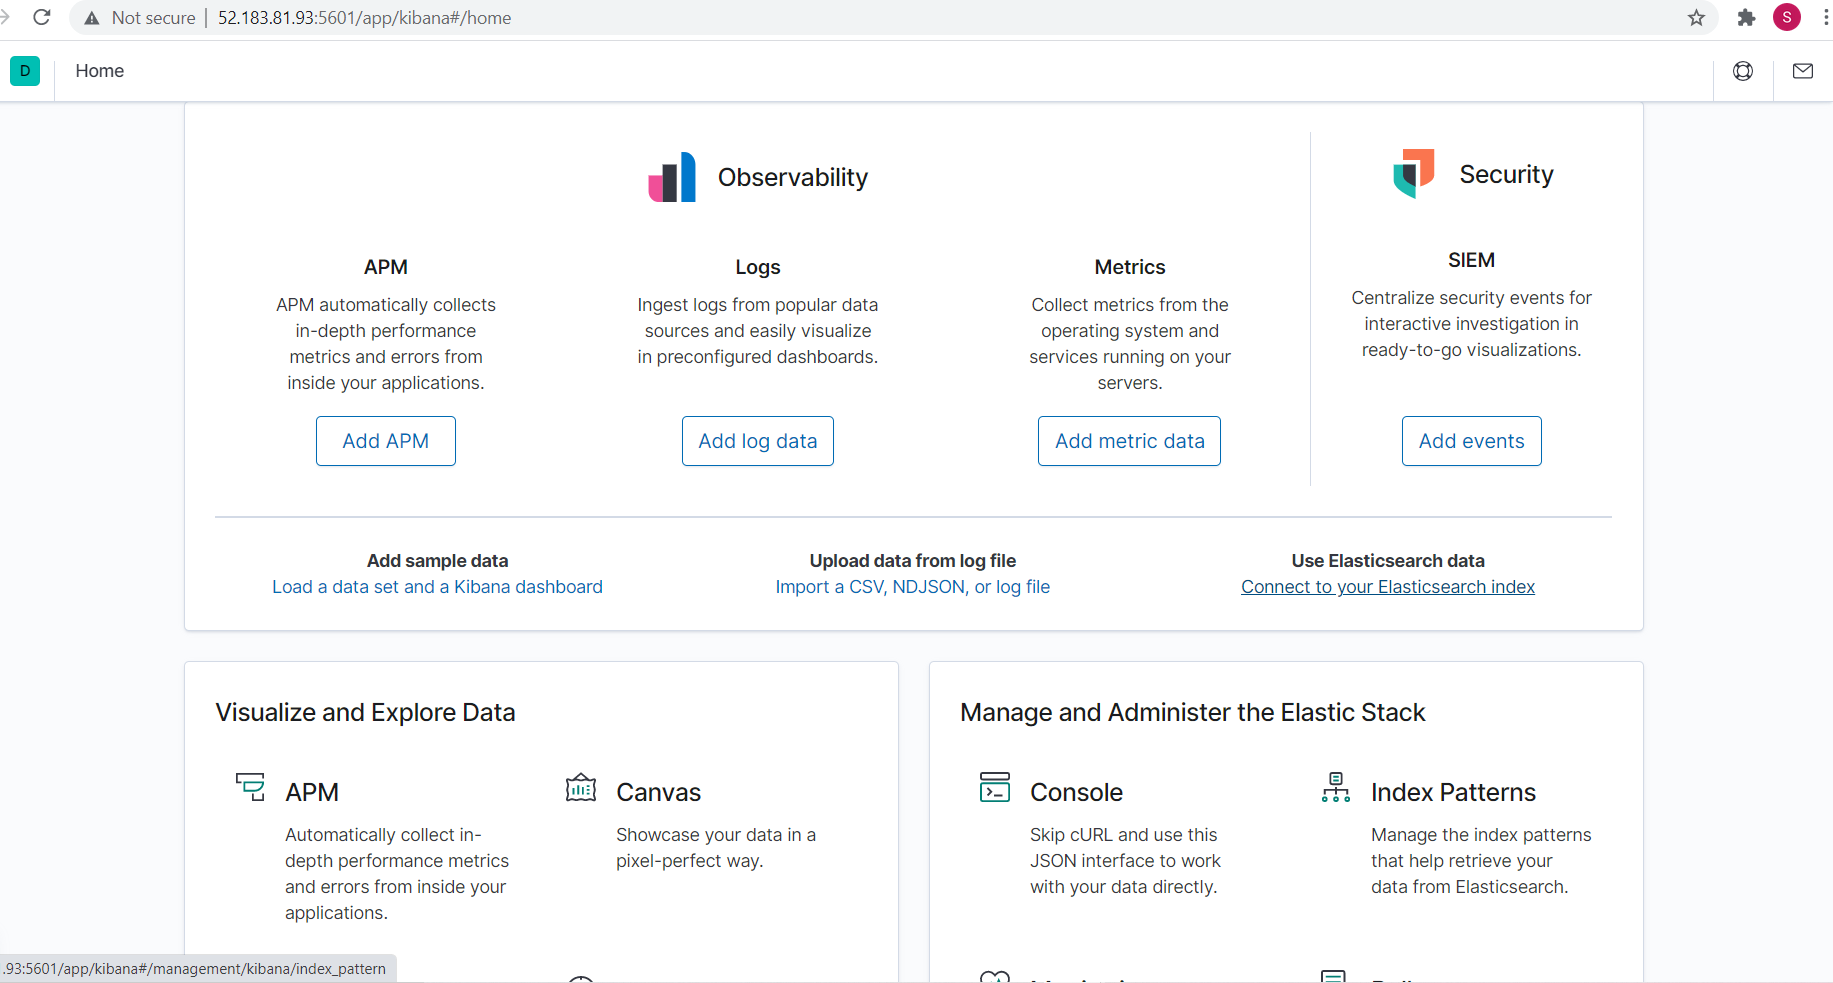 Not secure | 52.183.81.93:5601/app/kibana#/home
S
D
Home
Observability
Security
APM
APM automatically collects
in-depth performance
metrics and errors from
inside your applications.
Add APM
Logs
Ingest logs from popular data
sources and easily visualize
in preconfigured dashboards.
Add log data
Metrics
Collect metrics from the
operating system and
services running on your
servers.
Add metric data
SIEM
Centralize security events for
interactive investigation in
ready-to-go visualizations.
Add events
Add sample data
Load a data set and a Kibana dashboard
Upload data from log file
Import a CSV, NDJSON, or log file
Use Elasticsearch data
Connect to your Elasticsearch index
Visualize and Explore Data
APM
Automatically collect in-
depth performance metrics
and errors from inside your
applications.
Canvas
Showcase your data in a
pixel-perfect way.
Manage and Administer the Elastic Stack
Console
Skip cURL and use this
JSON interface to work
with your data directly.
Index Patterns
Manage the index patterns
that help retrieve your
data from Elasticsearch.
.93:5601/app/kibana#/management/kibana/index_pattern